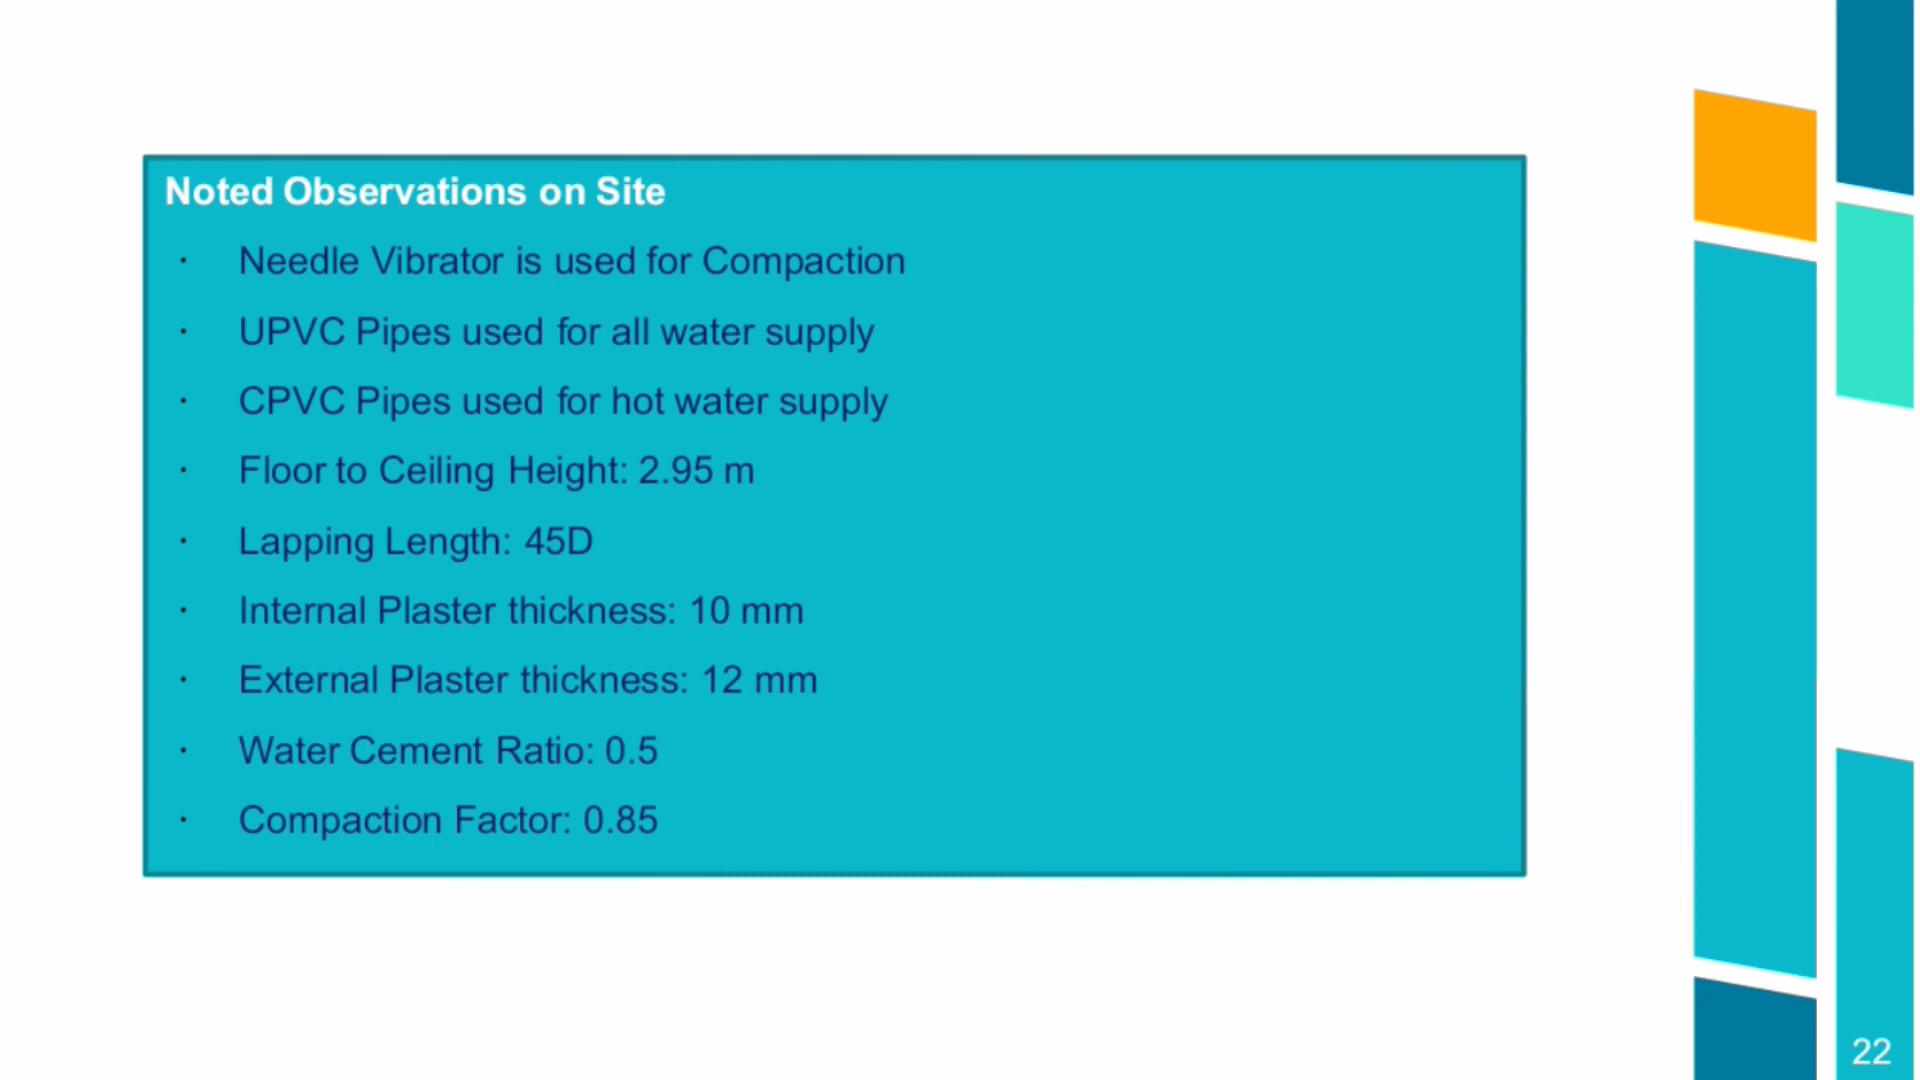 Noted Observations on Site
· Needle Vibrator is used for Compaction
· UPVC Pipes used for all water supply
· CPVC Pipes used for hot water supply
· Floor to Ceiling Height: 2.95 m
· Lapping Length: 45D
· Internal Plaster thickness: 10 mm
· External Plaster thickness: 12 mm
· Water Cement Ratio: 0.5
· Compaction Factor: 0.85
22